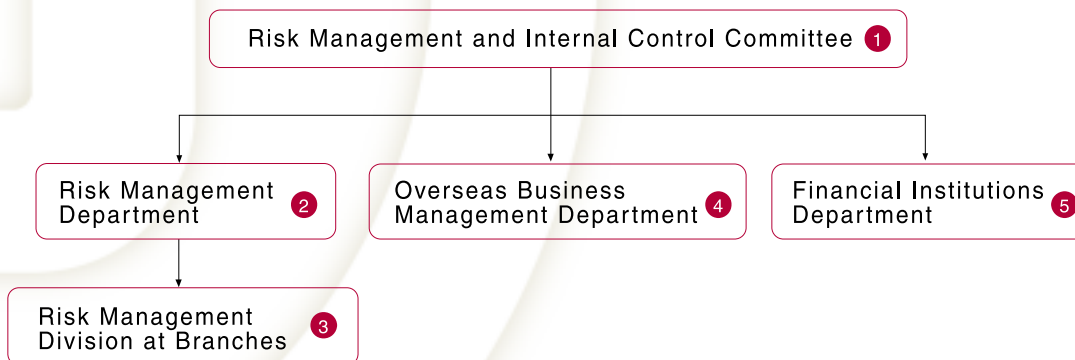 Risk Management and Internal Control Committee 1
Risk Management
Department 2
Overseas Business
Management Department 4
Financial Institutions
Department 5
Risk Management
Division at Branches 3